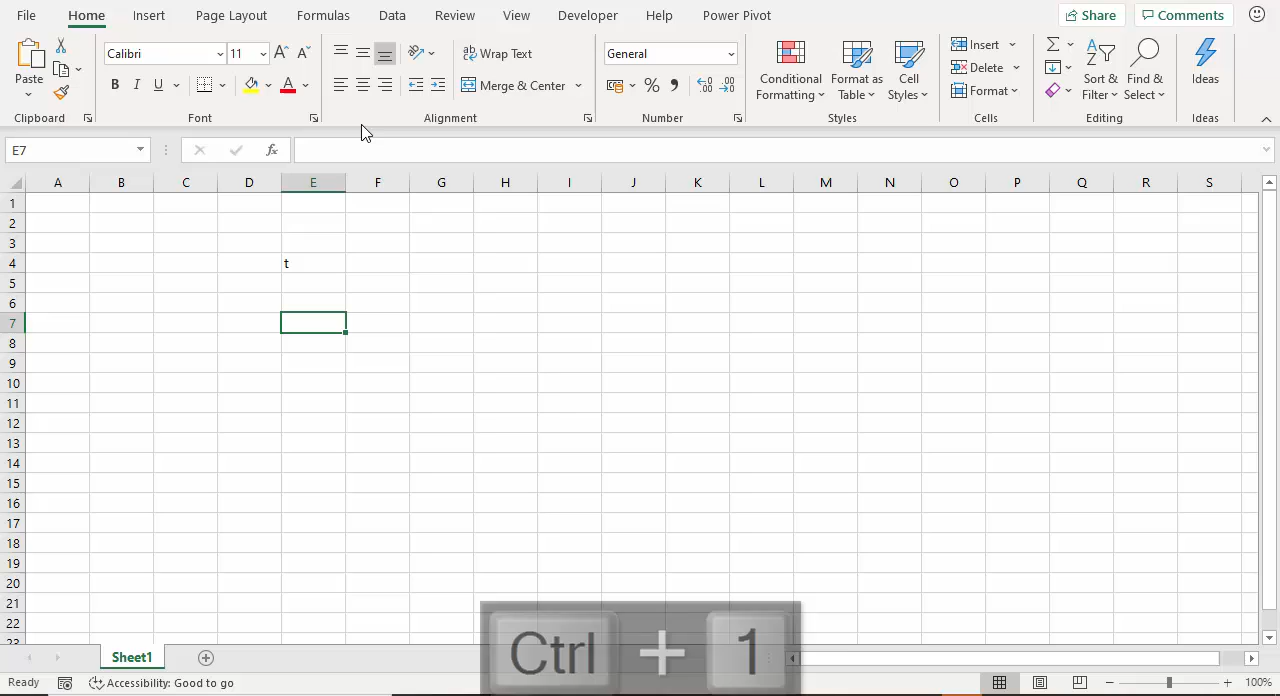 File Home Insert Page Layout Formulas Data Review View Developer Help Power Pivot Share Comments
Paste
Calibri 11
B I U A
Wrap Text
Merge & Center
General
%
Conditional Formatting
Format as Table
Cell Styles
Insert
Delete
Format
Sort & Filter
Find & Select
Ideas
Clipboard Font Alignment Number Styles Cells Editing Ideas
E7 fx
A B C D E F G H I J K L M N O P Q R S
1
2
3
4 t
5
6
7
8
9
10
11
12
13
14
15
16
17
18
19
20
21
22
23
Ctrl + 1
Sheet1
Ready Accessibility: Good to go 100%